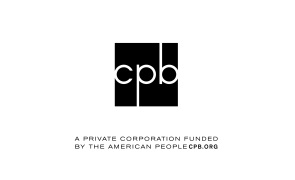 cpb
A PRIVATE CORPORATION FUNDED
BY THE AMERICAN PEOPLE CPB.ORG